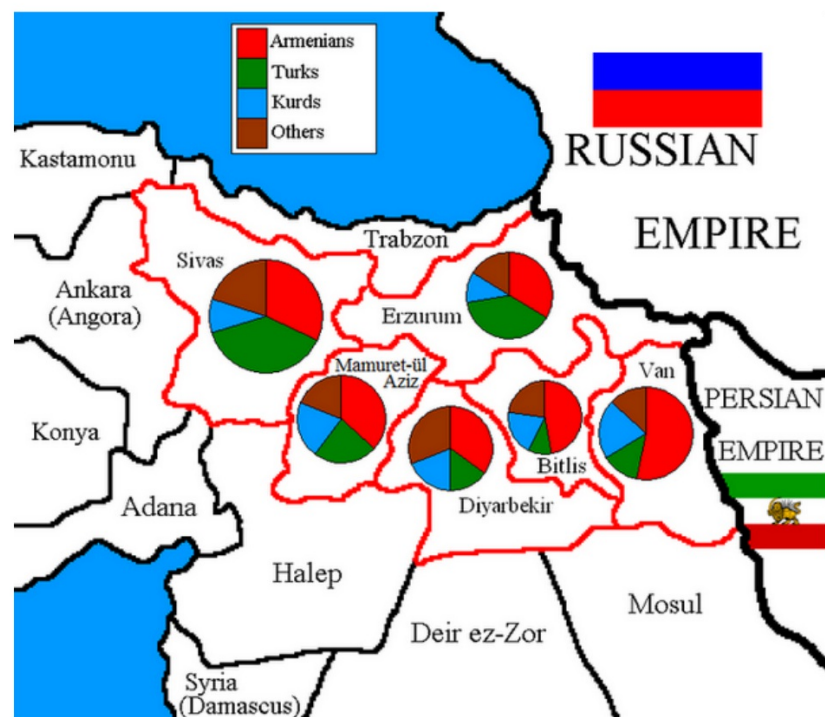 Armenians
Turks
Kurds
Others
RUSSIAN
EMPIRE
Kastamonu
Trabzon
Sivas
Ankara
(Angora)
Erzurum
Mamuret-ül
Aziz
Van
PERSIAN
EMPIRE
Konya
Bitlis
Adana
Diyarbekir
Halep
Mosul
Deir ez-Zor
Syria
(Damascus)